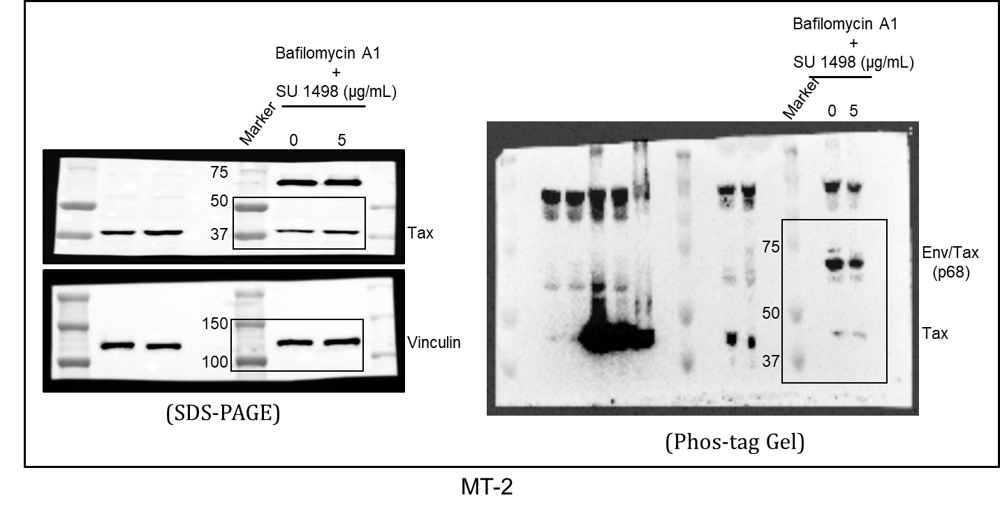 Bafilomycin A1
+
SU 1498 (µg/mL)
Marker
0 5
75
50
37
Tax
150
100
Vinculin
(SDS-PAGE)
Bafilomycin A1
+
SU 1498 (µg/mL)
Marker
0 5
75
50
37
Env/Tax
(p68)
Tax
(Phos-tag Gel)
MT-2